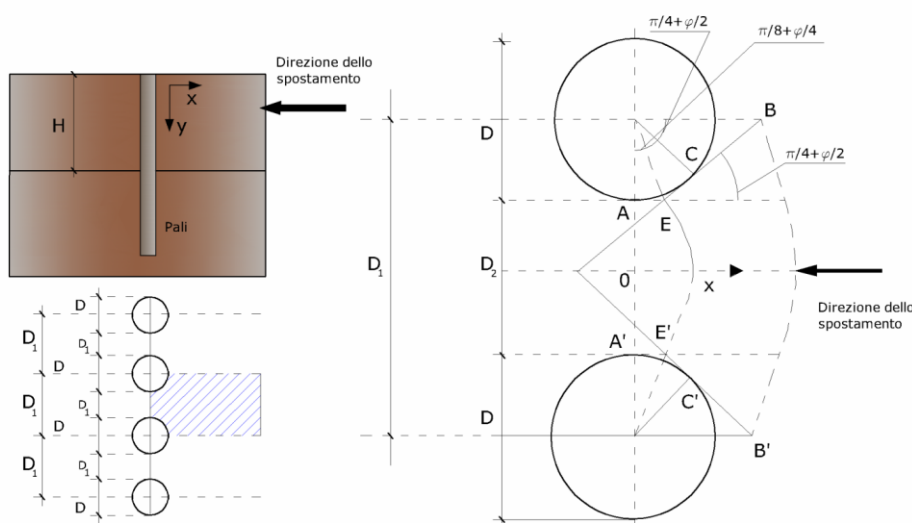 Direzione dello
spostamento
H
x
y
Pali
D
D₁
D₁
D
D₁
D₁
D
D₁
D₁
D
π/4+φ/2
π/8+φ/4
D
B
C
π/4+φ/2
A
E
D₁
D₂
0
x
Direzione dello
spostamento
A'
E'
C'
D
B'